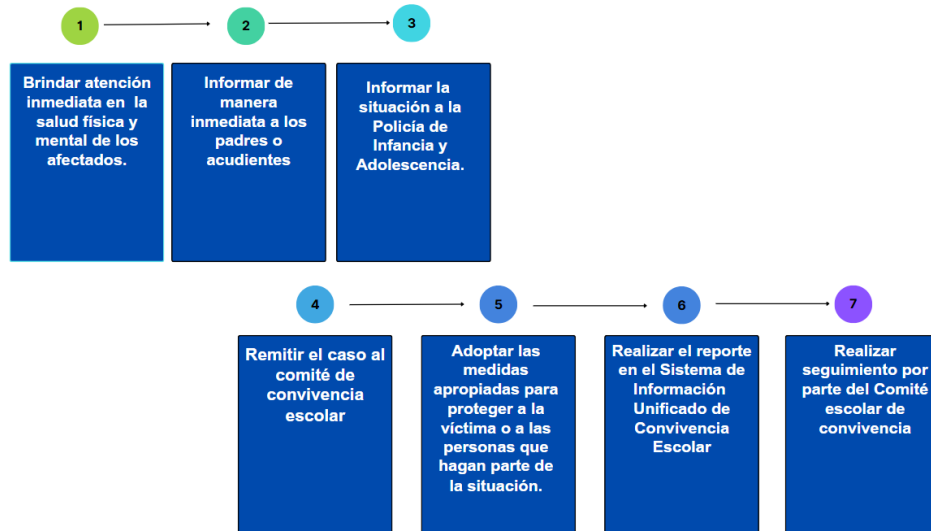 1
2
3
Brindar atención
inmediata en la
salud física y
mental de los
afectados.
Informar de
manera
inmediata a los
padres o
acudientes
Informar la
situación a la
Policía de
Infancia y
Adolescencia.
4
5
6
7
Remitir el caso al
comité de
convivencia
escolar
Adoptar las
medidas
apropiadas para
proteger a la
víctima o a las
personas que
hagan parte de
la situación.
Realizar el reporte
en el Sistema de
Información
Unificado de
Convivencia
Escolar
Realizar
seguimiento por
parte del Comité
escolar de
convivencia